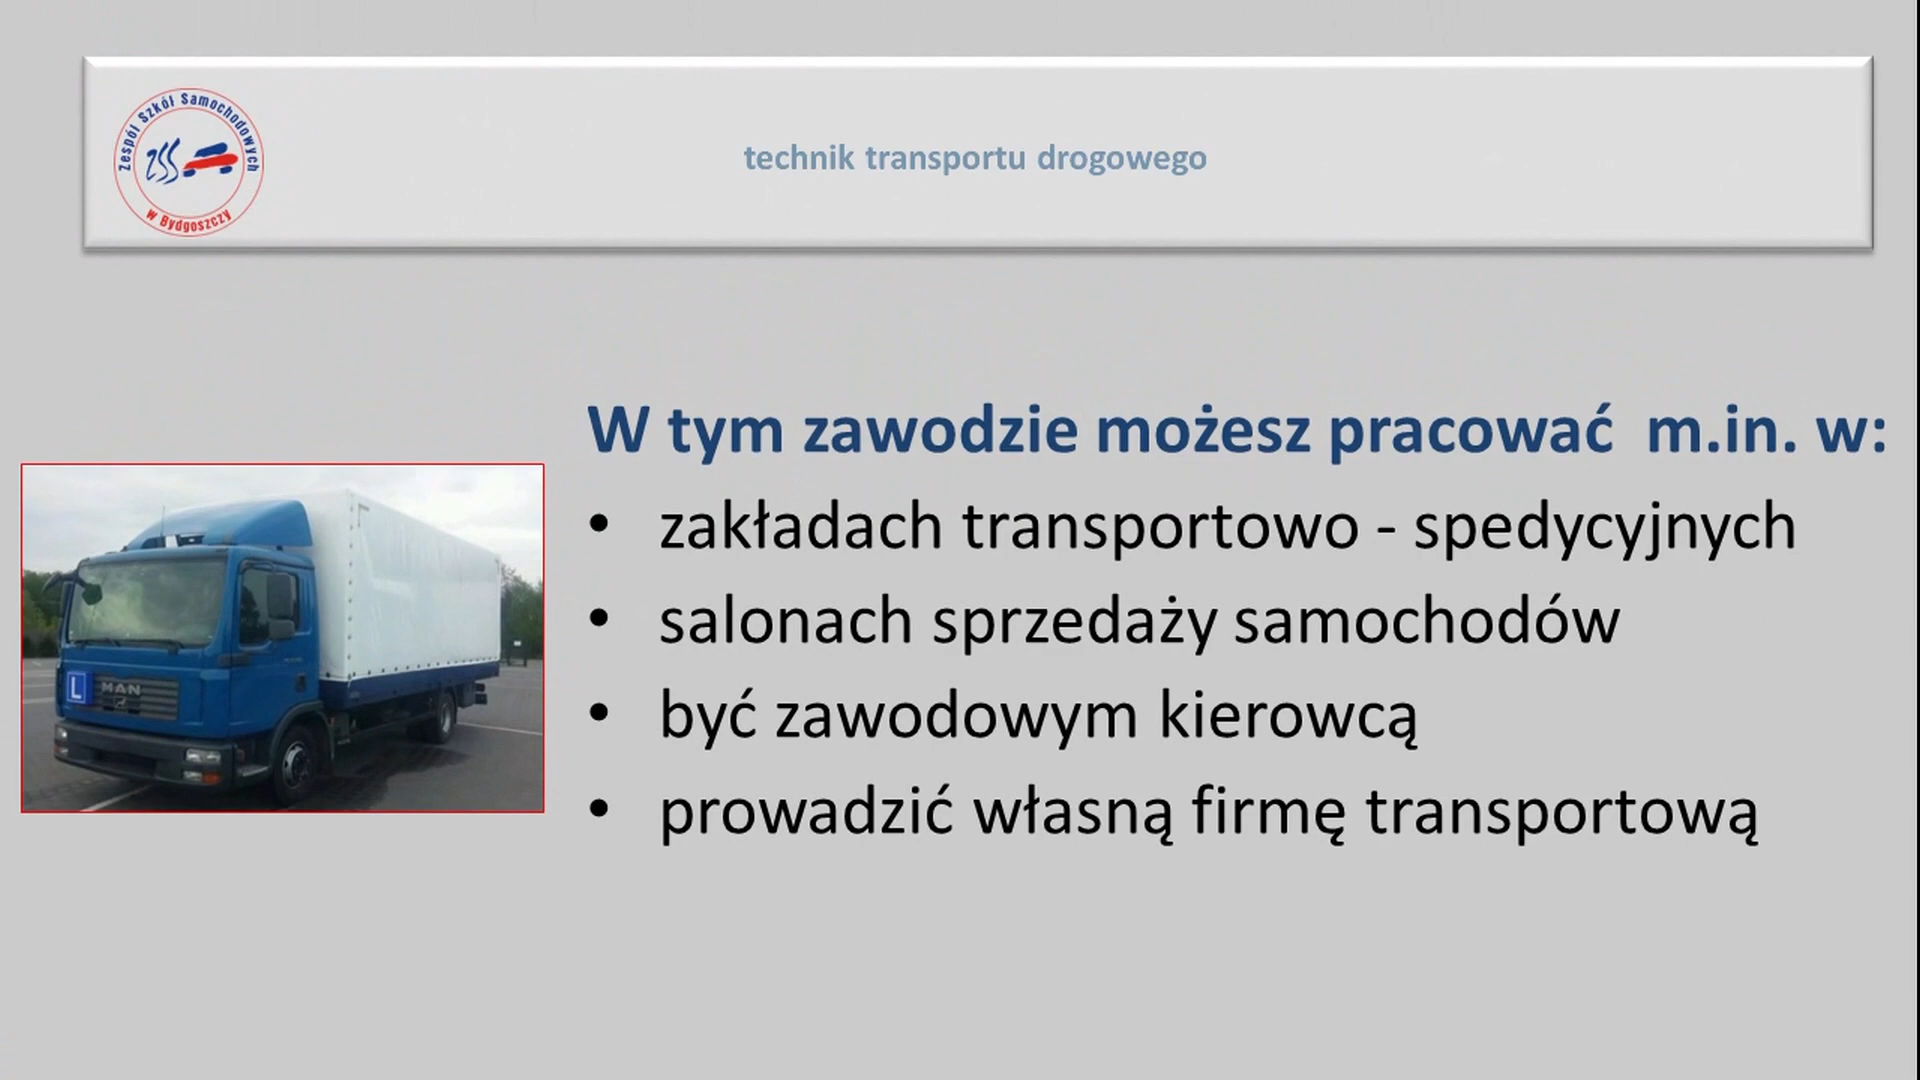 Zespół Szkół Samochodowych
ZSS
w Bydgoszczy
technik transportu drogowego
W tym zawodzie możesz pracować m.in. w:
• zakładach transportowo - spedycyjnych
• salonach sprzedaży samochodów
• być zawodowym kierowcą
• prowadzić własną firmę transportową
L
MAN